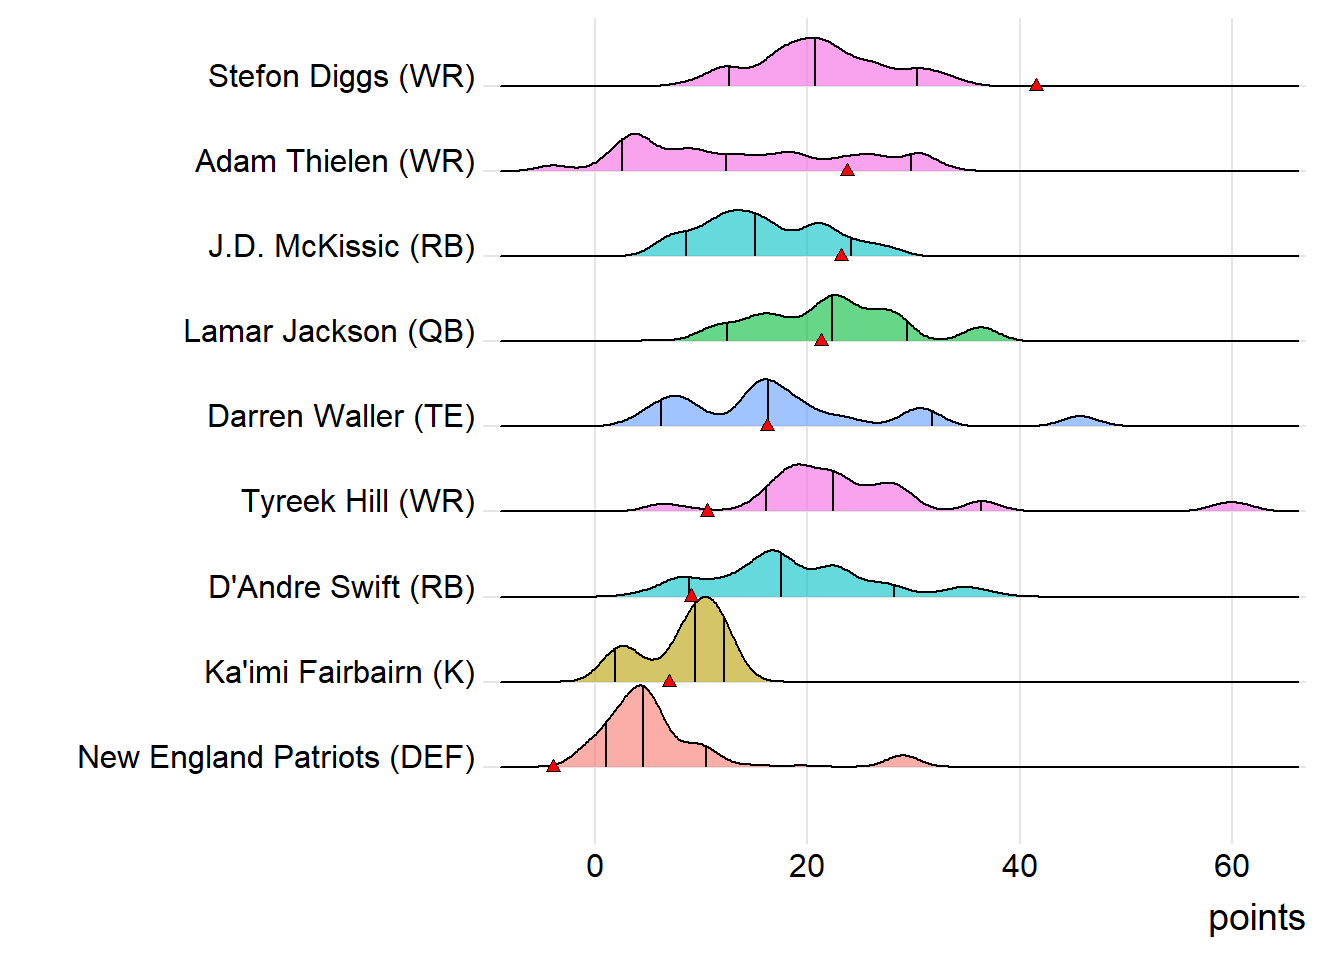 Stefon Diggs (WR)
Adam Thielen (WR)
J.D. McKissic (RB)
Lamar Jackson (QB)
Darren Waller (TE)
Tyreek Hill (WR)
D'Andre Swift (RB)
Ka'imi Fairbairn (K)
New England Patriots (DEF)
0 20 40 60
points